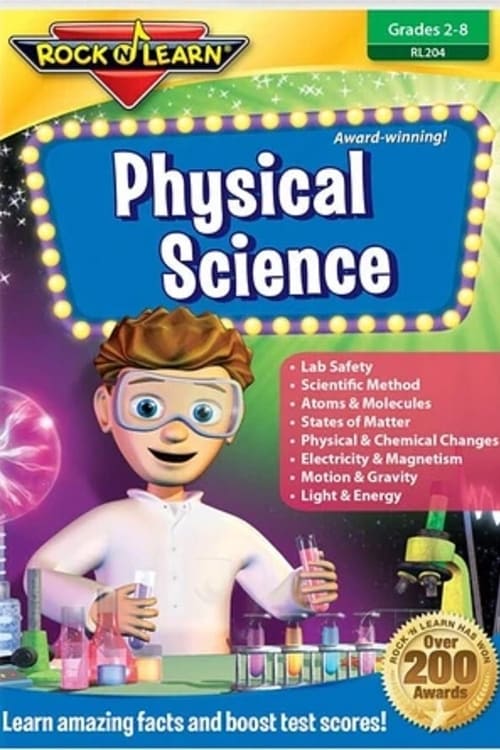 ROCK 'N LEARN®
Grades 2-8
RL204
Award-winning!
Physical
Science
• Lab Safety
• Scientific Method
• Atoms & Molecules
• States of Matter
• Physical & Chemical Changes
• Electricity & Magnetism
• Motion & Gravity
• Light & Energy
ROCK 'N LEARN HAS WON
Over
200
Awards
Learn amazing facts and boost test scores!